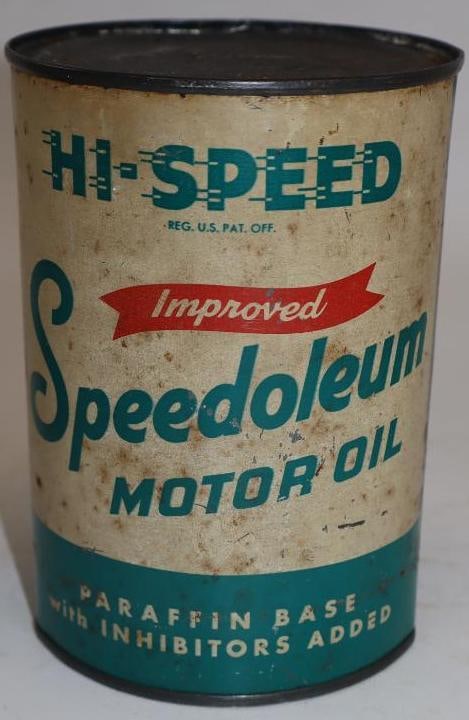 HI-SPEED
REG. U.S. PAT. OFF.
Improved
Speedoleum
MOTOR OIL
PARAFFIN BASE
with INHIBITORS ADDED